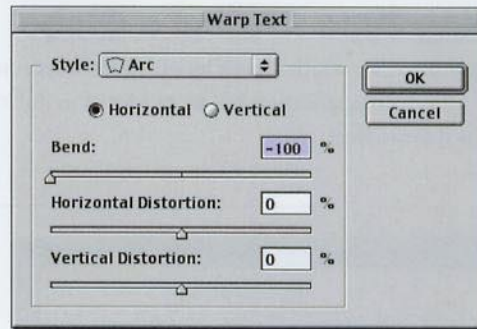 Warp Text
Style: Arc
OK
Horizontal Vertical
Cancel
Bend: -100 %
Horizontal Distortion: 0 %
Vertical Distortion: 0 %